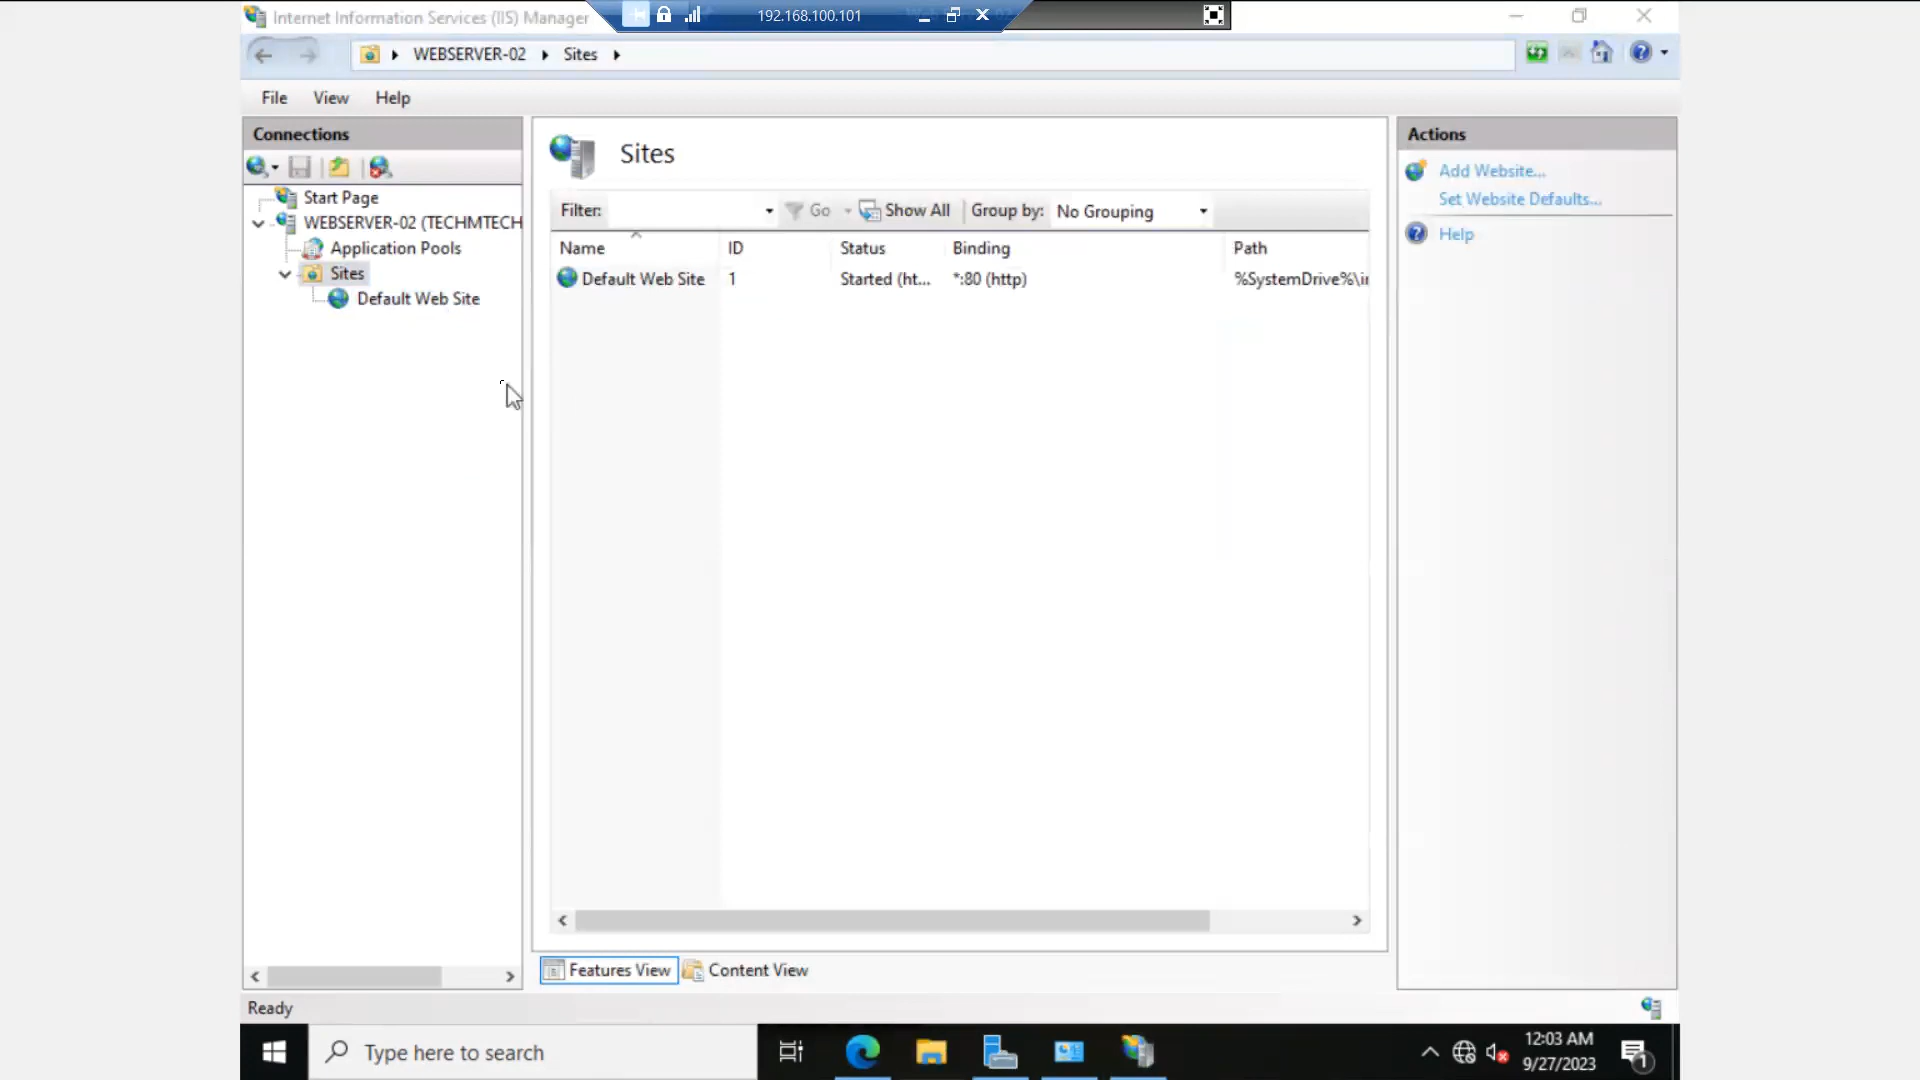 Internet Information Services (IIS) Manager
192.168.100.101
WEBSERVER-02
Sites
File View Help
Connections
Start Page
WEBSERVER-02 (TECHMTECH
Application Pools
Sites
Default Web Site
Sites
Filter: Go Show All Group by: No Grouping
Name ID Status Binding Path
Default Web Site 1 Started (ht... *:80 (http) %SystemDrive%\in
Features View Content View
Actions
Add Website...
Set Website Defaults...
Help
Ready
Type here to search
12:03 AM
9/27/2023
1